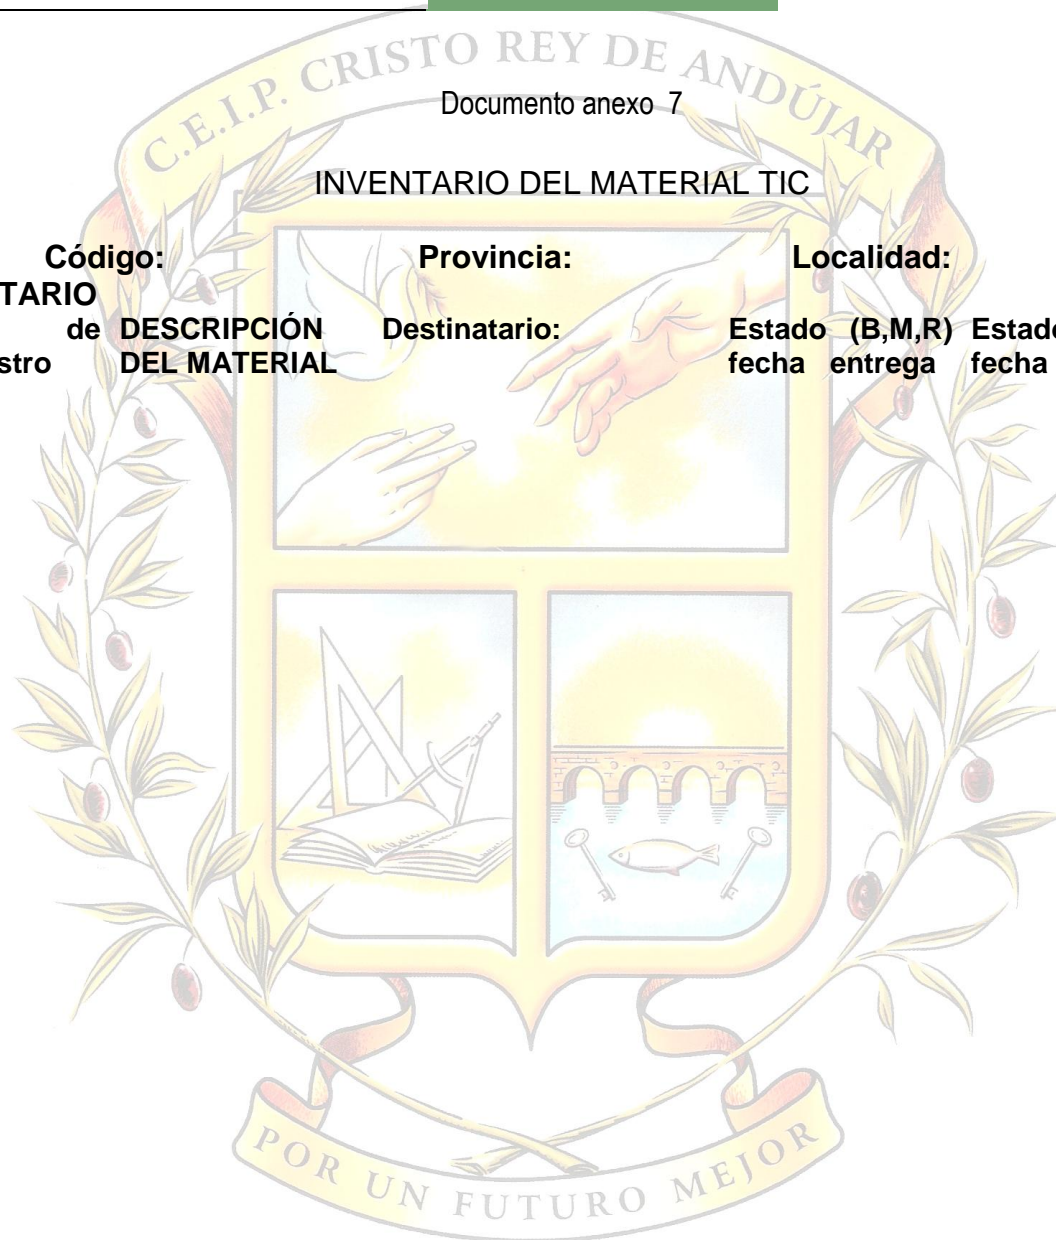 C.E.I.P. CRISTO REY DE ANDÚJAR
Documento anexo 7
INVENTARIO DEL MATERIAL TIC
Código: Provincia: Localidad:
TARIO
de DESCRIPCIÓN Destinatario: Estado (B,M,R) Estado
stro DEL MATERIAL fecha entrega fecha
POR UN FUTURO MEJOR